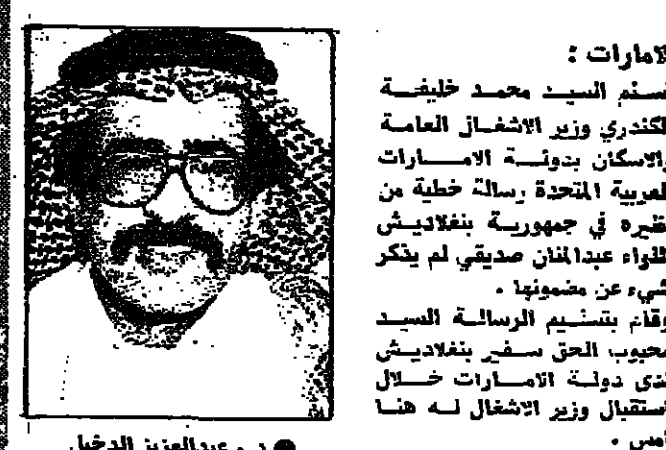 الامارات :
تسلم السيد محمد خليفة
الكندري وزير الاشغال العامة
والاسكان بدولة الامارات
العربية المتحدة رسالة خطية من
نظيره في جمهورية بنغلاديش
اللواء عبدالمنان صديقي لم يذكر
شيء عن مضمونها .
وقام بتسليم الرسالة السيد
محبوب الحق سفير بنغلاديش
لدى دولة الامارات خلال
استقبال وزير الاشغال له هنا
امس .
● د . عبدالعزيز الدخيل